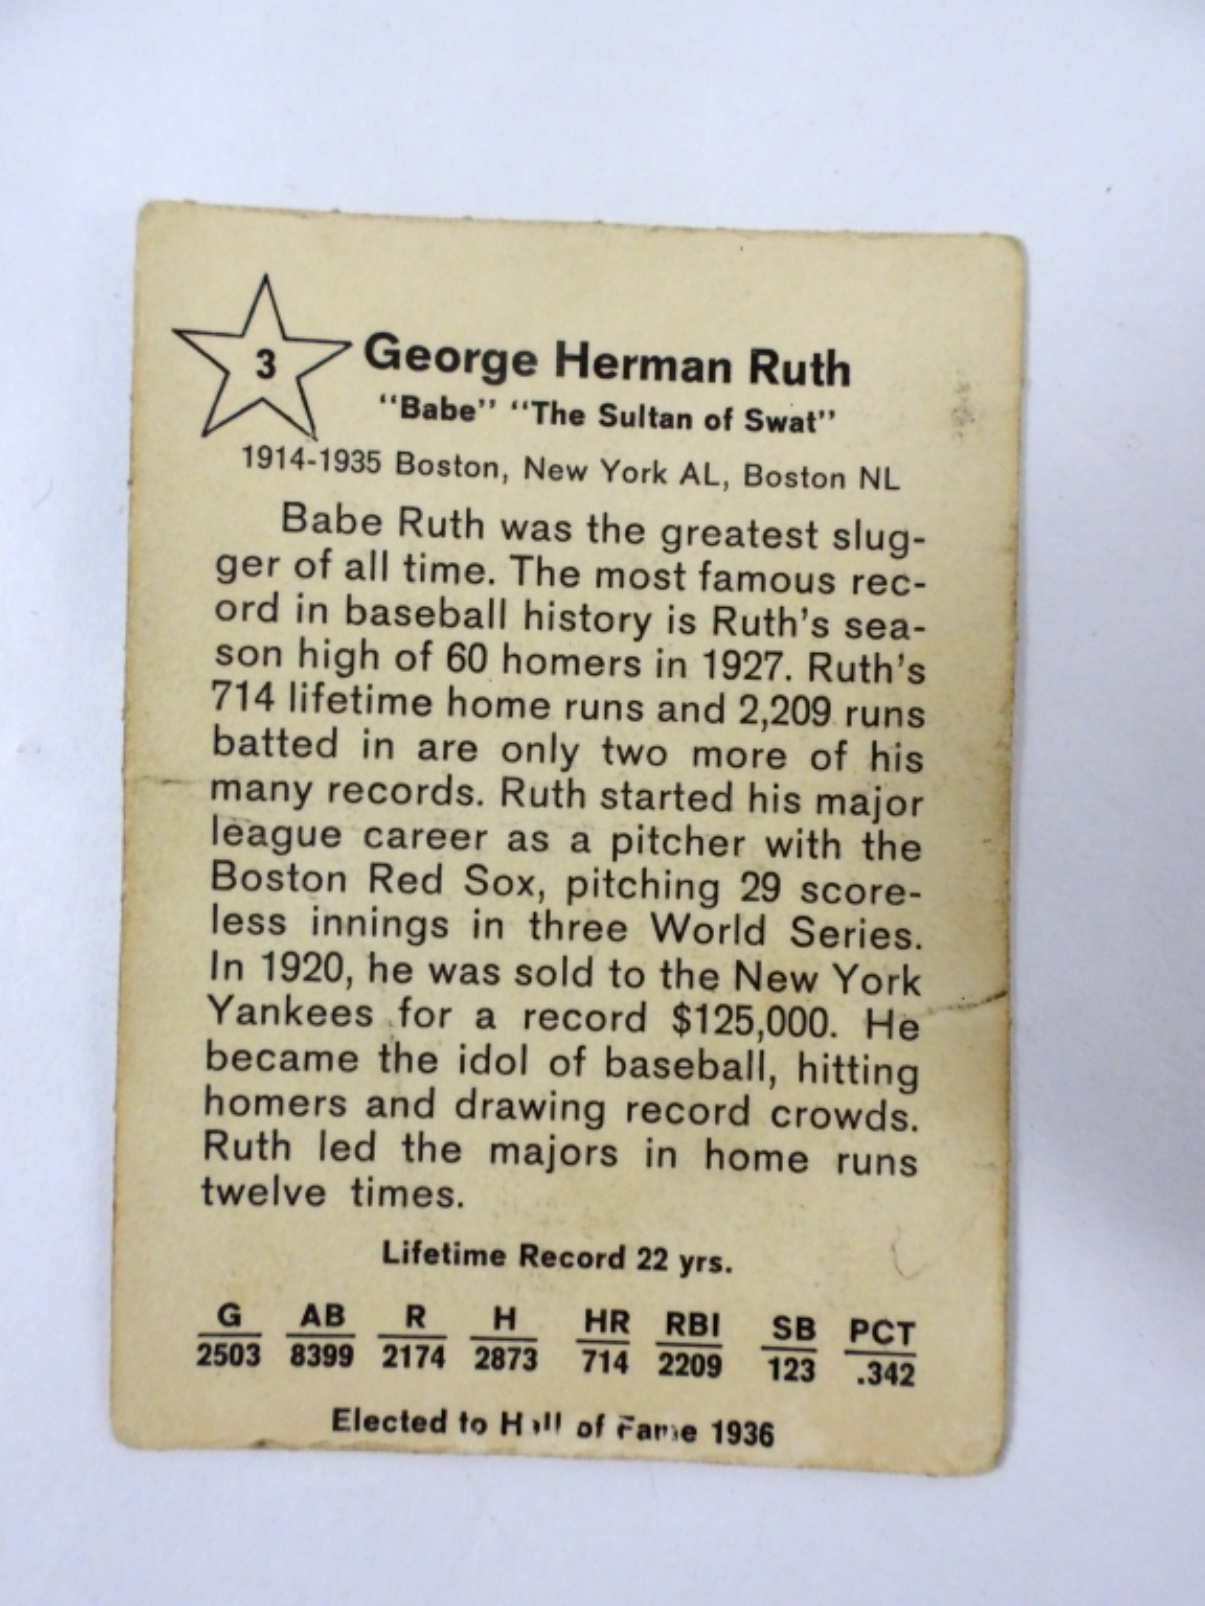 3
George Herman Ruth
"Babe" "The Sultan of Swat"
1914-1935 Boston, New York AL, Boston NL
Babe Ruth was the greatest slug-
ger of all time. The most famous rec-
ord in baseball history is Ruth's sea-
son high of 60 homers in 1927. Ruth's
714 lifetime home runs and 2,209 runs
batted in are only two more of his
many records. Ruth started his major
league career as a pitcher with the
Boston Red Sox, pitching 29 score-
less innings in three World Series.
In 1920, he was sold to the New York
Yankees for a record $125,000. He
became the idol of baseball, hitting
homers and drawing record crowds.
Ruth led the majors in home runs
twelve times.
Lifetime Record 22 yrs.
G AB R H HR RBI SB PCT
2503 8399 2174 2873 714 2209 123 .342
Elected to Hall of Fame 1936